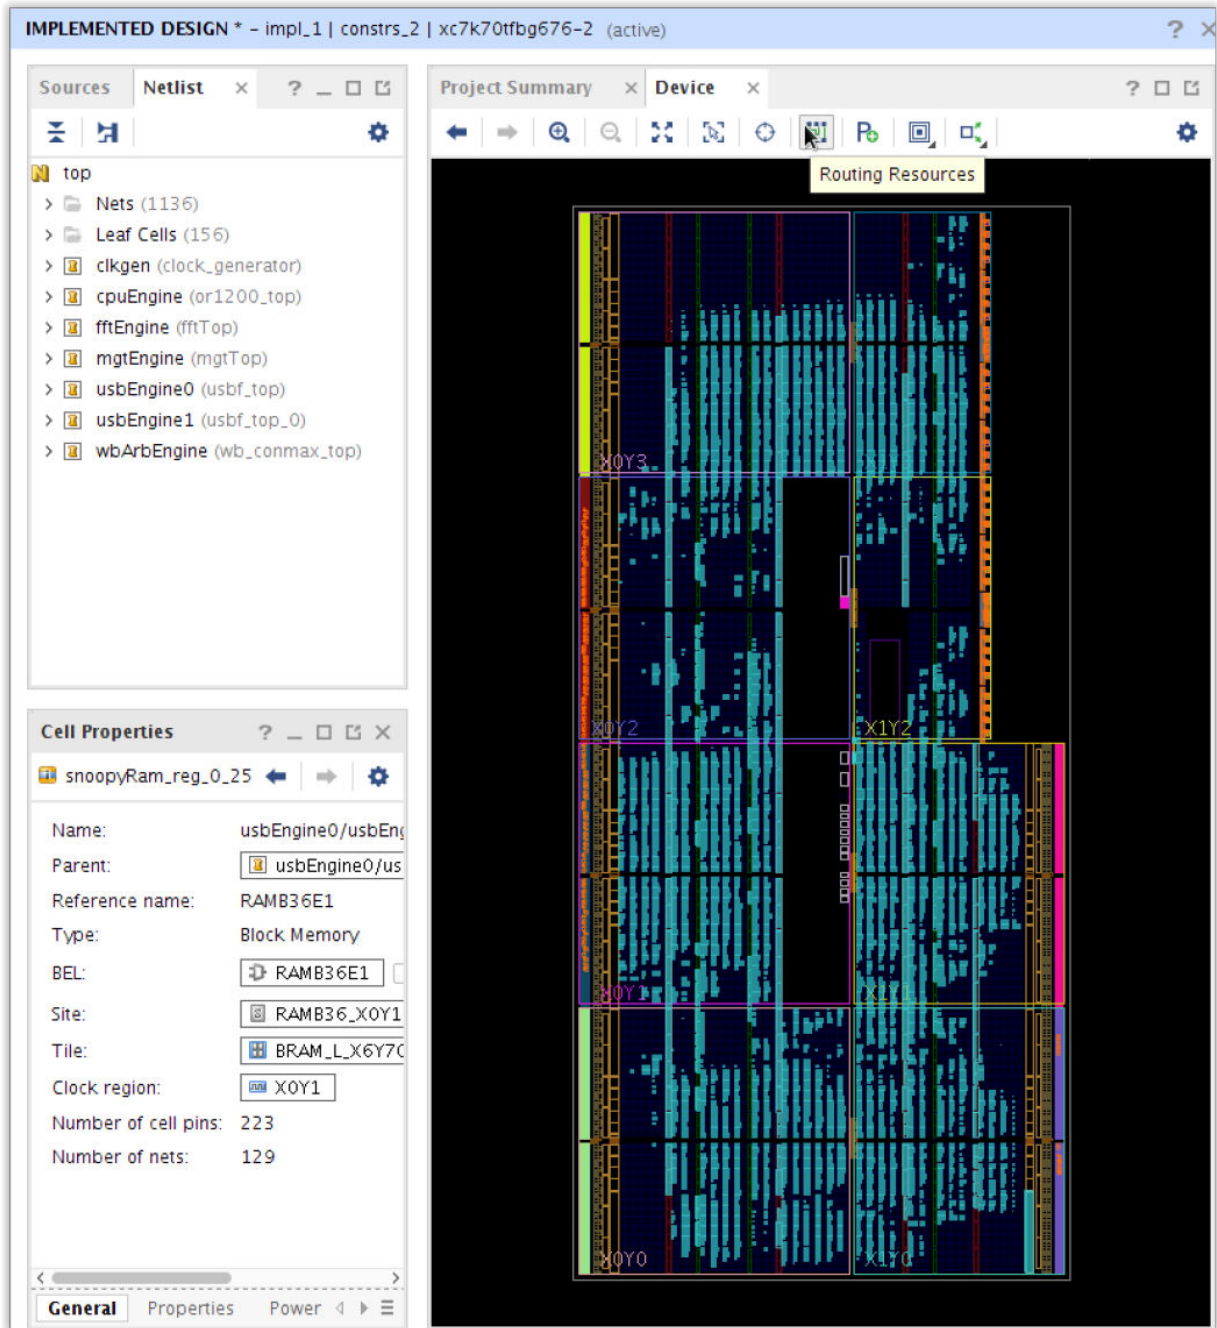 IMPLEMENTED DESIGN * - impl_1 | constrs_2 | xc7k70tfbg676-2 (active)
Sources Netlist
top
Nets (1136)
Leaf Cells (156)
clkgen (clock_generator)
cpuEngine (or1200_top)
fftEngine (fftTop)
mgtEngine (mgtTop)
usbEngine0 (usbf_top)
usbEngine1 (usbf_top_0)
wbArbEngine (wb_conmax_top)
Cell Properties
snoopyRam_reg_0_25
Name: usbEngine0/usbEng
Parent: usbEngine0/us
Reference name: RAMB36E1
Type: Block Memory
BEL: RAMB36E1
Site: RAMB36_X0Y1
Tile: BRAM_L_X6Y7
Clock region: X0Y1
Number of cell pins: 223
Number of nets: 129
General Properties Power
Project Summary Device
Routing Resources
X0Y3
X0Y2 X1Y2
X0Y1 X1Y1
X0Y0 X1Y0